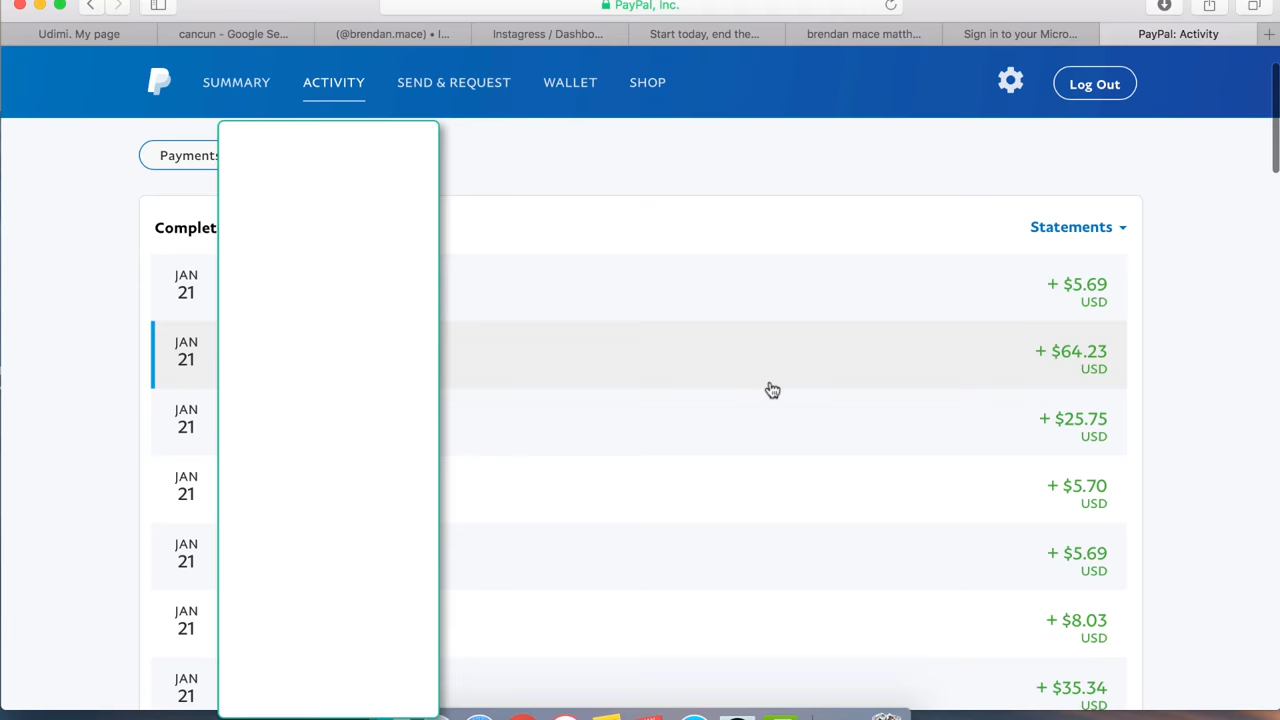 PayPal, Inc.
Udimi. My page
cancun - Google Se...
(@brendan.mace) • I...
Instagress / Dashbo...
Start today, end the...
brendan mace matth...
Sign in to your Micro...
PayPal: Activity
SUMMARY
ACTIVITY
SEND & REQUEST
WALLET
SHOP
Log Out
Payments
Complet
Statements
JAN
21
+ $5.69
USD
JAN
21
+ $64.23
USD
JAN
21
+ $25.75
USD
JAN
21
+ $5.70
USD
JAN
21
+ $5.69
USD
JAN
21
+ $8.03
USD
JAN
21
+ $35.34
USD